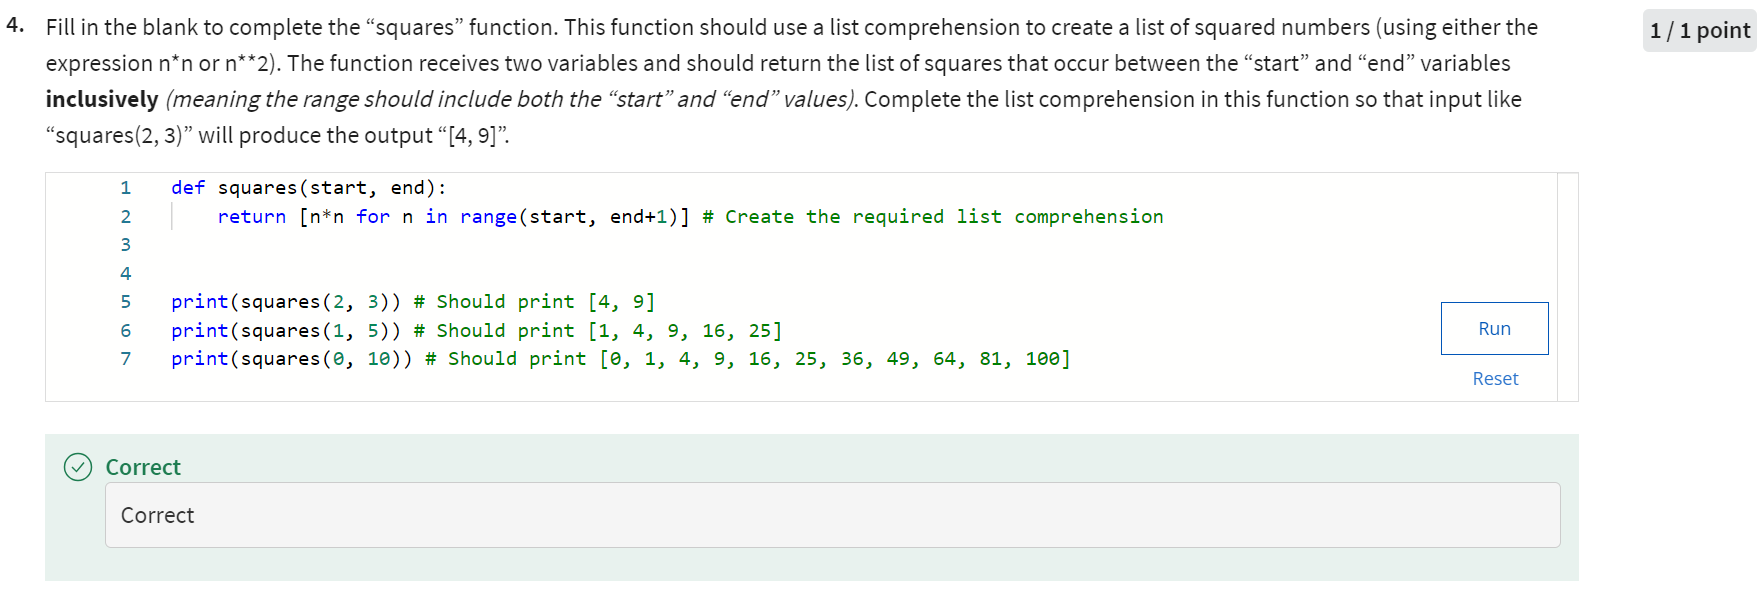 4. Fill in the blank to complete the “squares” function. This function should use a list comprehension to create a list of squared numbers (using either the
1 / 1 point
expression n*n or n**2). The function receives two variables and should return the list of squares that occur between the “start” and “end” variables
inclusively (meaning the range should include both the “start” and “end” values). Complete the list comprehension in this function so that input like
“squares(2, 3)” will produce the output “[4, 9]”.
1 def squares(start, end):
2 return [n*n for n in range(start, end+1)] # Create the required list comprehension
3
4
5 print(squares(2, 3)) # Should print [4, 9]
6 print(squares(1, 5)) # Should print [1, 4, 9, 16, 25]
7 print(squares(0, 10)) # Should print [0, 1, 4, 9, 16, 25, 36, 49, 64, 81, 100]
Run
Reset
Correct
Correct